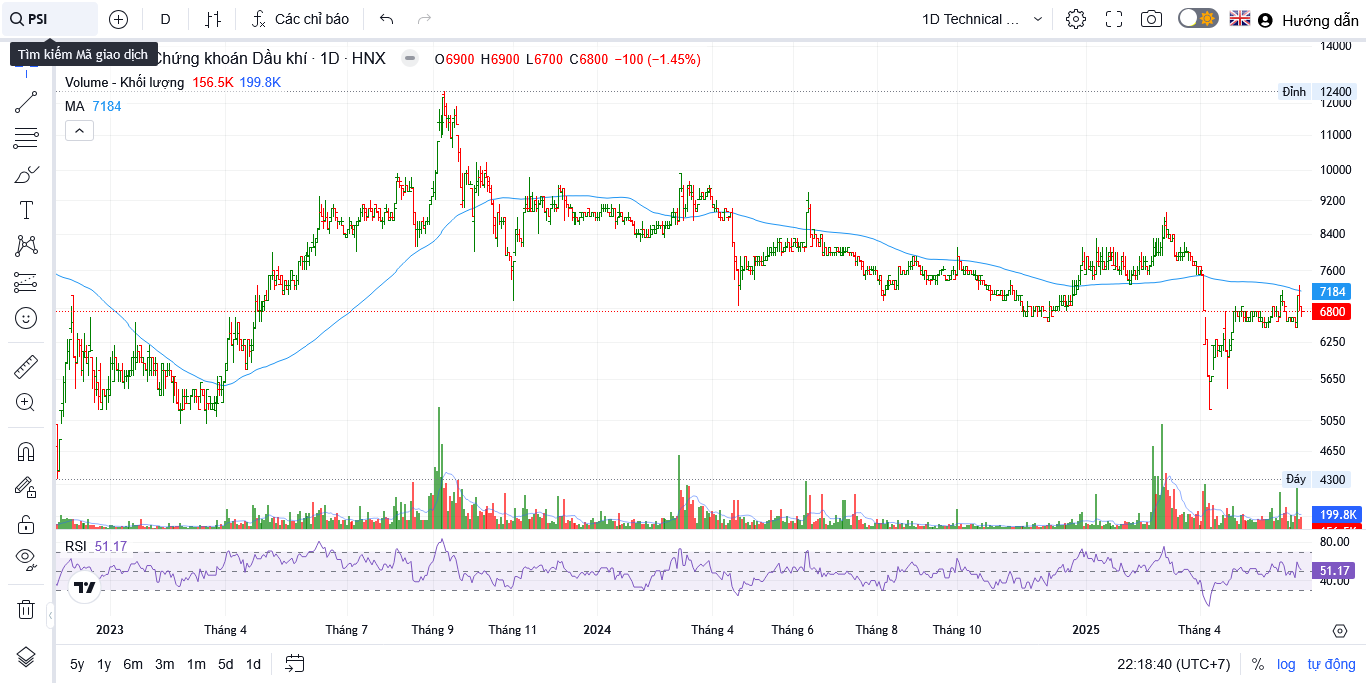 PSI
D
Các chỉ báo
1D Technical ...
Hướng dẫn
Tìm kiếm Mã giao dịch
Chứng khoán Dầu khí · 1D · HNX
O6900 H6900 L6700 C6800 −100 (−1.45%)
Volume - Khối lượng 156.5K 199.8K
MA 7184
14000
Đỉnh 12400
12000
11000
10000
9200
8400
7600
7184
6800
6250
5650
5050
4650
Đáy 4300
199.8K
156.5K
80.00
RSI 51.17
51.17
40.00
2023 Tháng 4 Tháng 7 Tháng 9 Tháng 11 2024 Tháng 4 Tháng 6 Tháng 8 Tháng 10 2025 Tháng 4
5y 1y 6m 3m 1m 5d 1d
22:18:40 (UTC+7) % log tự động